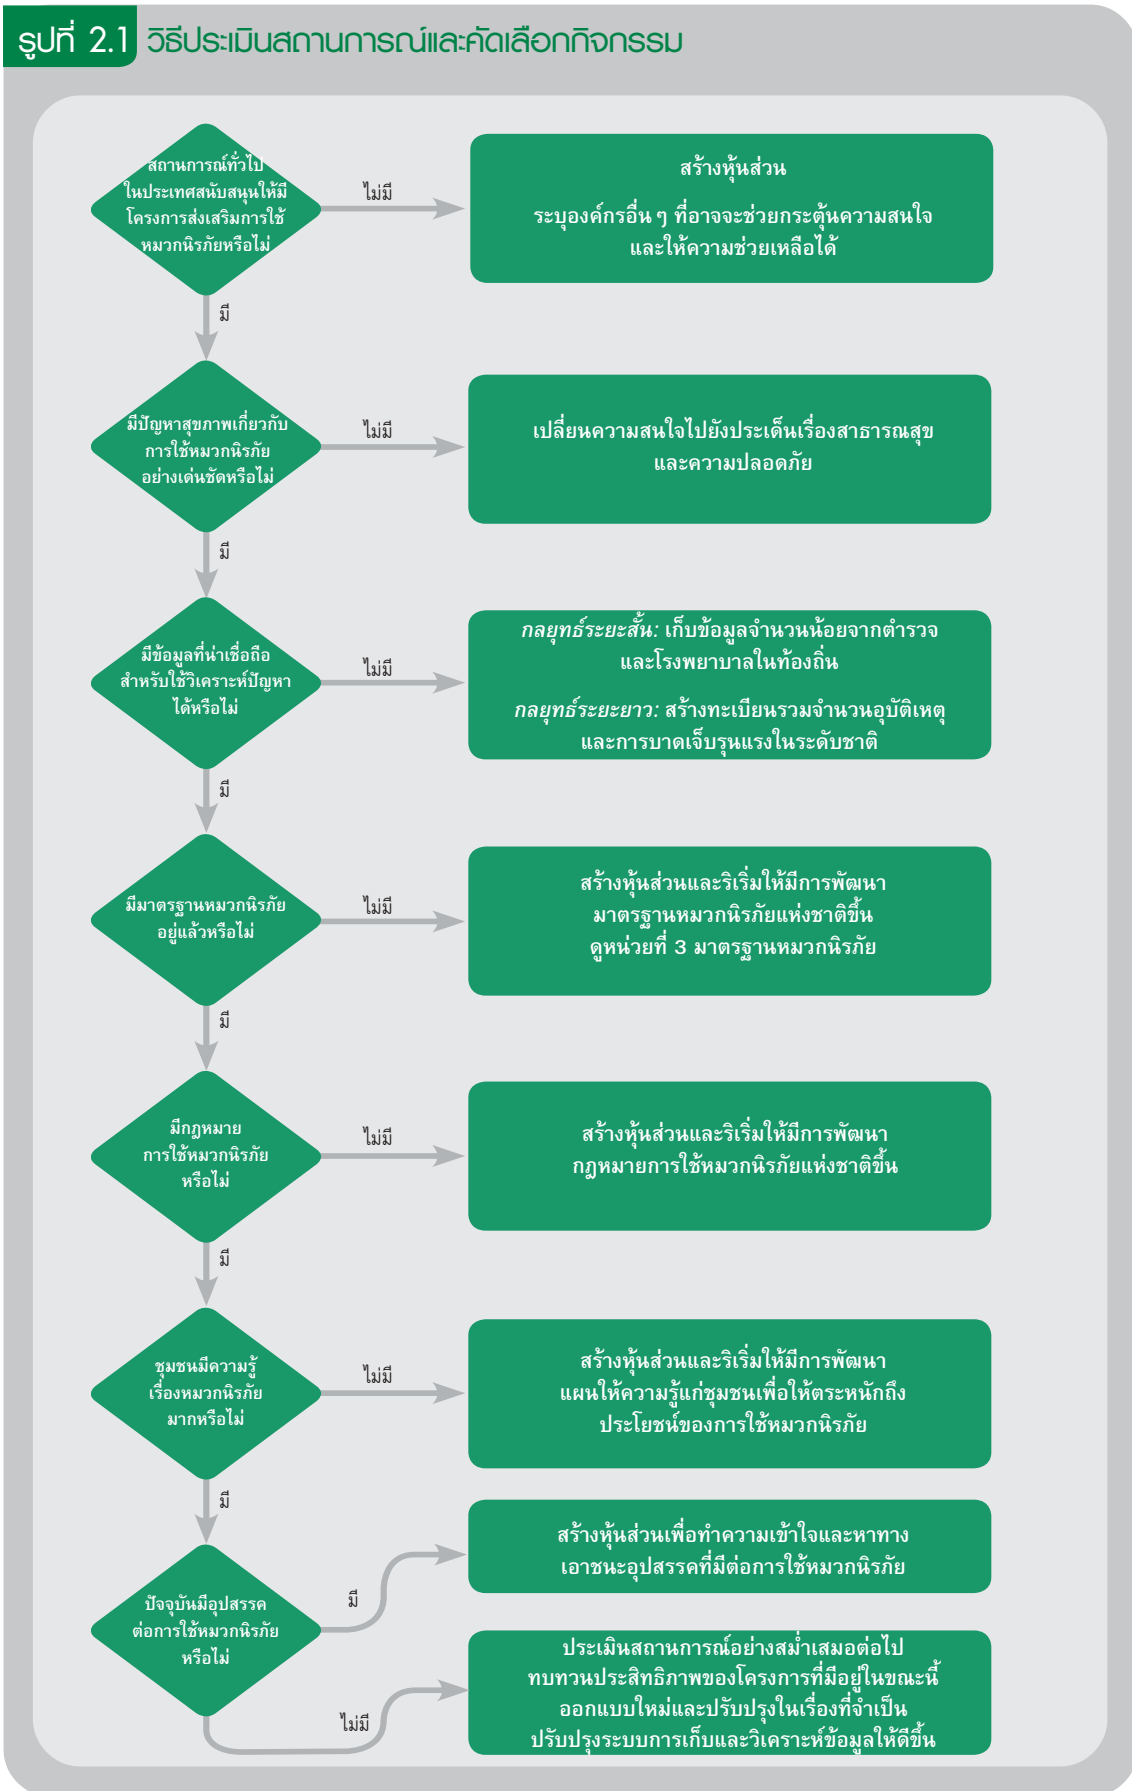 รูปที่ 2.1 วิธีประเมินสถานการณ์และคัดเลือกกิจกรรม
สถานการณ์ทั่วไป
ในประเทศสนับสนุนให้มี
โครงการส่งเสริมการใช้
หมวกนิรภัยหรือไม่
ไม่มี
สร้างหุ้นส่วน
ระบุองค์กรอื่น ๆ ที่อาจจะช่วยกระตุ้นความสนใจ
และให้ความช่วยเหลือได้
มี
มีปัญหาสุขภาพเกี่ยวกับ
การใช้หมวกนิรภัย
อย่างเด่นชัดหรือไม่
ไม่มี
เปลี่ยนความสนใจไปยังประเด็นเรื่องสาธารณสุข
และความปลอดภัย
มี
มีข้อมูลที่น่าเชื่อถือ
สำหรับใช้วิเคราะห์ปัญหา
ได้หรือไม่
ไม่มี
กลยุทธ์ระยะสั้น: เก็บข้อมูลจำนวนน้อยจากตำรวจ
และโรงพยาบาลในท้องถิ่น
กลยุทธ์ระยะยาว: สร้างทะเบียนรวมจำนวนอุบัติเหตุ
และการบาดเจ็บรุนแรงในระดับชาติ
มี
มีมาตรฐานหมวกนิรภัย
อยู่แล้วหรือไม่
ไม่มี
สร้างหุ้นส่วนและริเริ่มให้มีการพัฒนา
มาตรฐานหมวกนิรภัยแห่งชาติขึ้น
ดูหน่วยที่ 3 มาตรฐานหมวกนิรภัย
มี
มีกฎหมาย
การใช้หมวกนิรภัย
หรือไม่
ไม่มี
สร้างหุ้นส่วนและริเริ่มให้มีการพัฒนา
กฎหมายการใช้หมวกนิรภัยแห่งชาติขึ้น
มี
ชุมชนมีความรู้
เรื่องหมวกนิรภัย
มากหรือไม่
ไม่มี
สร้างหุ้นส่วนและริเริ่มให้มีการพัฒนา
แผนให้ความรู้แก่ชุมชนเพื่อให้ตระหนักถึง
ประโยชน์ของการใช้หมวกนิรภัย
มี
ปัจจุบันมีอุปสรรค
ต่อการใช้หมวกนิรภัย
หรือไม่
มี
สร้างหุ้นส่วนเพื่อทำความเข้าใจและหาทาง
เอาชนะอุปสรรคที่มีต่อการใช้หมวกนิรภัย
ไม่มี
ประเมินสถานการณ์อย่างสม่ำเสมอต่อไป
ทบทวนประสิทธิภาพของโครงการที่มีอยู่ในขณะนี้
ออกแบบใหม่และปรับปรุงในเรื่องที่จำเป็น
ปรับปรุงระบบการเก็บและวิเคราะห์ข้อมูลให้ดีขึ้น